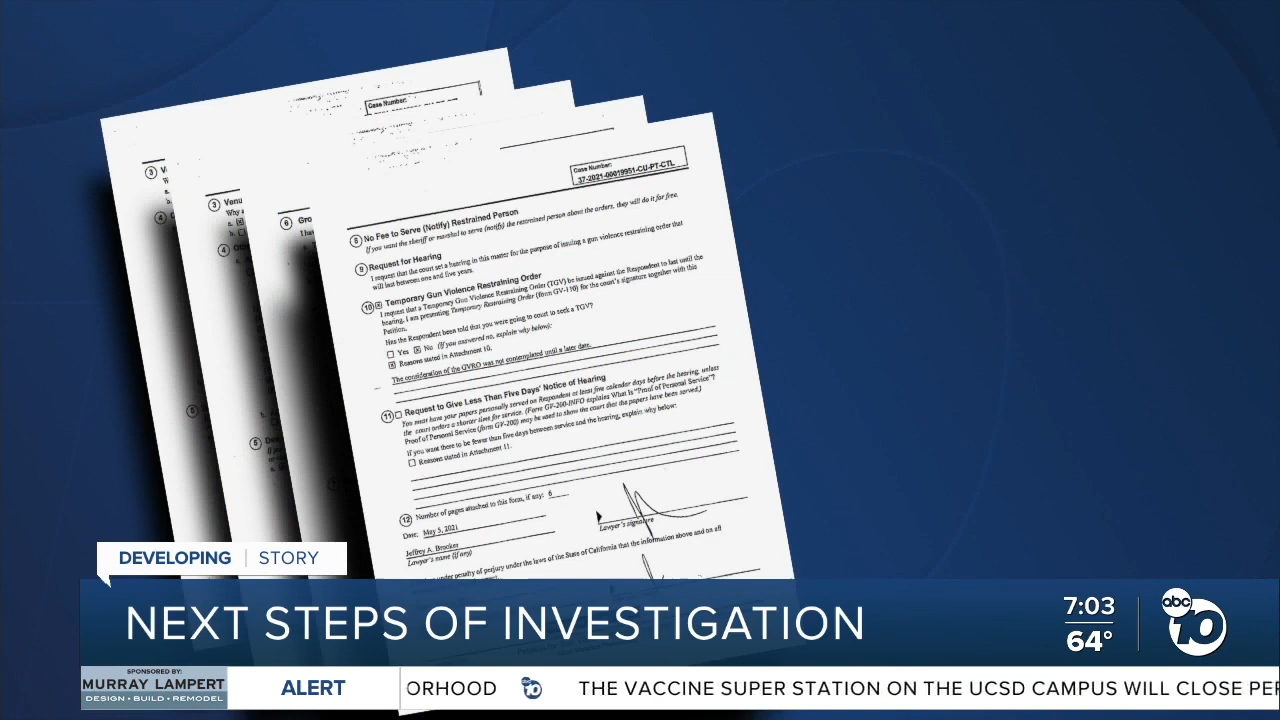 Case Number:
3
a.
b.
4
3 Venu
Why
a.
b.
4
5
6 Gro
I have
Case Number:
37-2021-00019951-CU-PT-CTL
8 No Fee to Serve (Notify) Restrained Person
If you want the sheriff or marshal to serve (notify) the restrained person about the orders, they will do it for free.
9 Request for Hearing
I request that the court set a hearing in this matter for the purpose of issuing a gun violence restraining order that
will last between one and five years.
10 Temporary Gun Violence Restraining Order
I request that a Temporary Gun Violence Restraining Order (TGV) be issued against the Respondent to last until the
hearing. I am presenting Temporary Restraining Order (form GV-110) for the court's signature together with this
Petition.
Has the Respondent been told that you were going to court to seek a TGV?
Yes No (If you answered no, explain why below):
Reasons stated in Attachment 10.
The consideration of the GVRO was not contemplated until a later date.
11 Request to Give Less Than Five Days' Notice of Hearing
You must have your papers personally served on Respondent at least five calendar days before the hearing, unless
the court orders a shorter time for service. (Form GV-200-INFO explains What Is "Proof of Personal Service"?
Proof of Personal Service (form GV-200) may be used to show the court that the papers have been served.)
If you want there to be fewer than five days between service and the hearing, explain why below:
Reasons stated in Attachment 11.
12 Number of pages attached to this form, if any: 6
Date: May 5, 2021
Lawyer's signature
Jeffrey A. Brooker
Lawyer's name (if any)
under penalty of perjury under the laws of the State of California that the information above and on all
DEVELOPING | STORY
NEXT STEPS OF INVESTIGATION
7:03
64°
abc 10
SPONSORED BY:
MURRAY LAMPERT
DESIGN • BUILD • REMODEL
ALERT
ORHOOD abc 10 THE VACCINE SUPER STATION ON THE UCSD CAMPUS WILL CLOSE PER